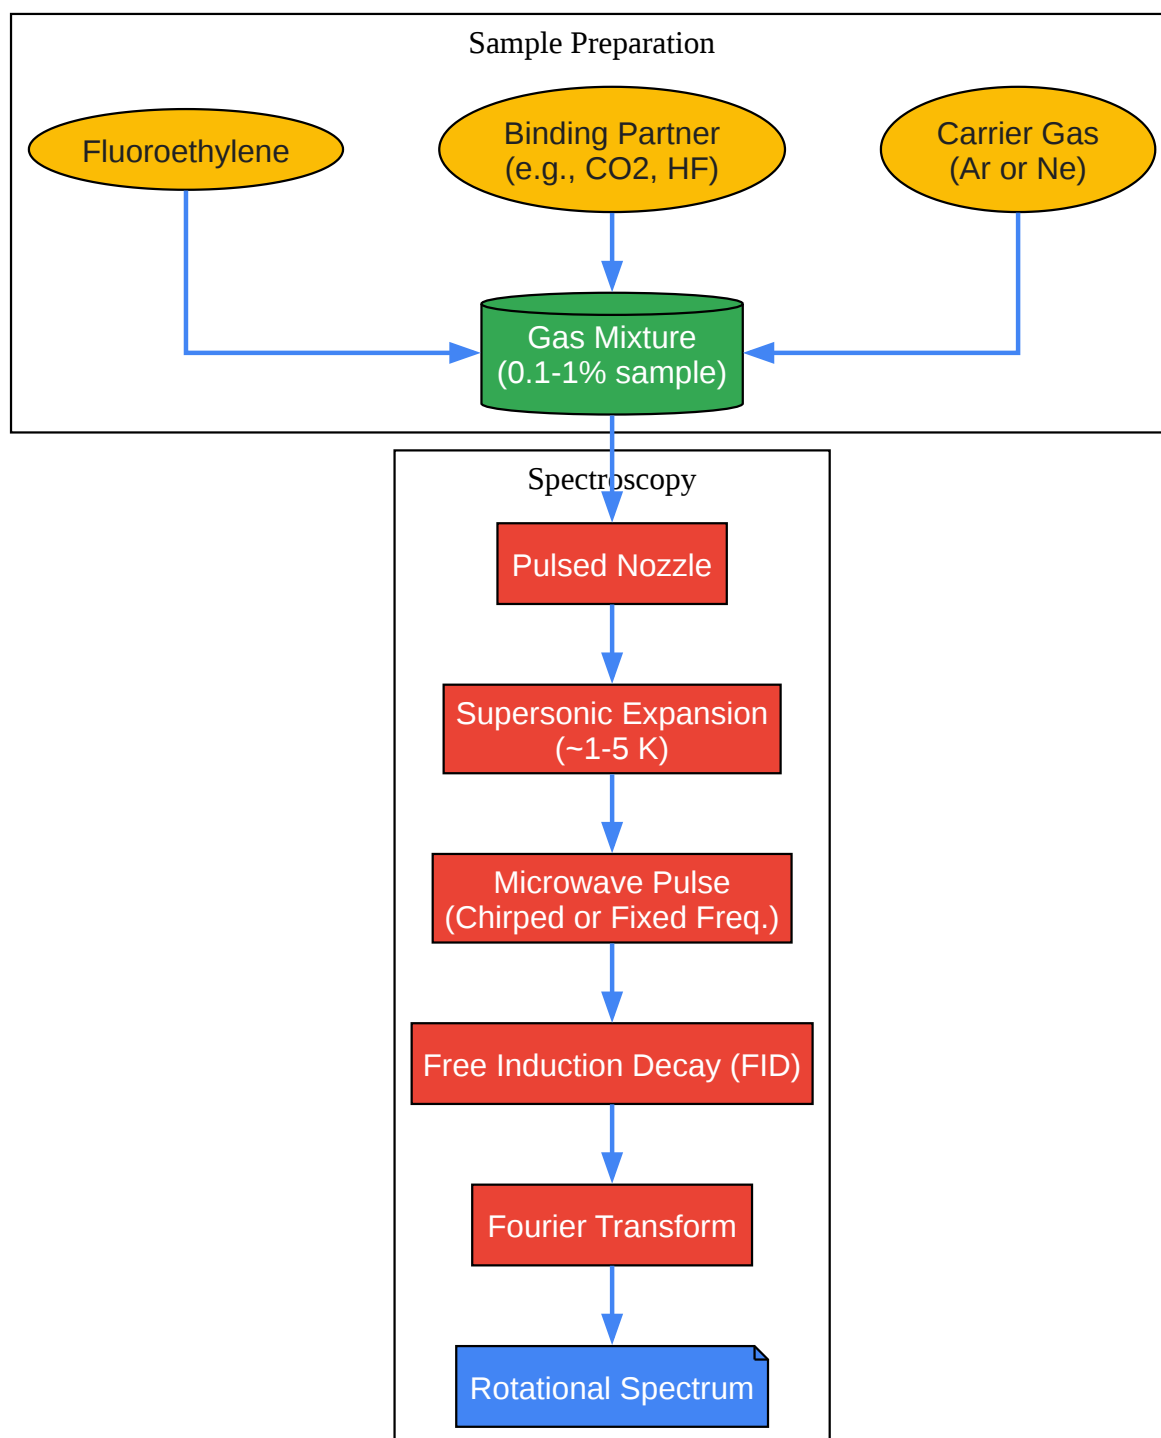 Sample Preparation
Fluoroethylene
Binding Partner
(e.g., CO2, HF)
Carrier Gas
(Ar or Ne)
Gas Mixture
(0.1-1% sample)
Spectroscopy
Pulsed Nozzle
Supersonic Expansion
(~1-5 K)
Microwave Pulse
(Chirped or Fixed Freq.)
Free Induction Decay (FID)
Fourier Transform
Rotational Spectrum